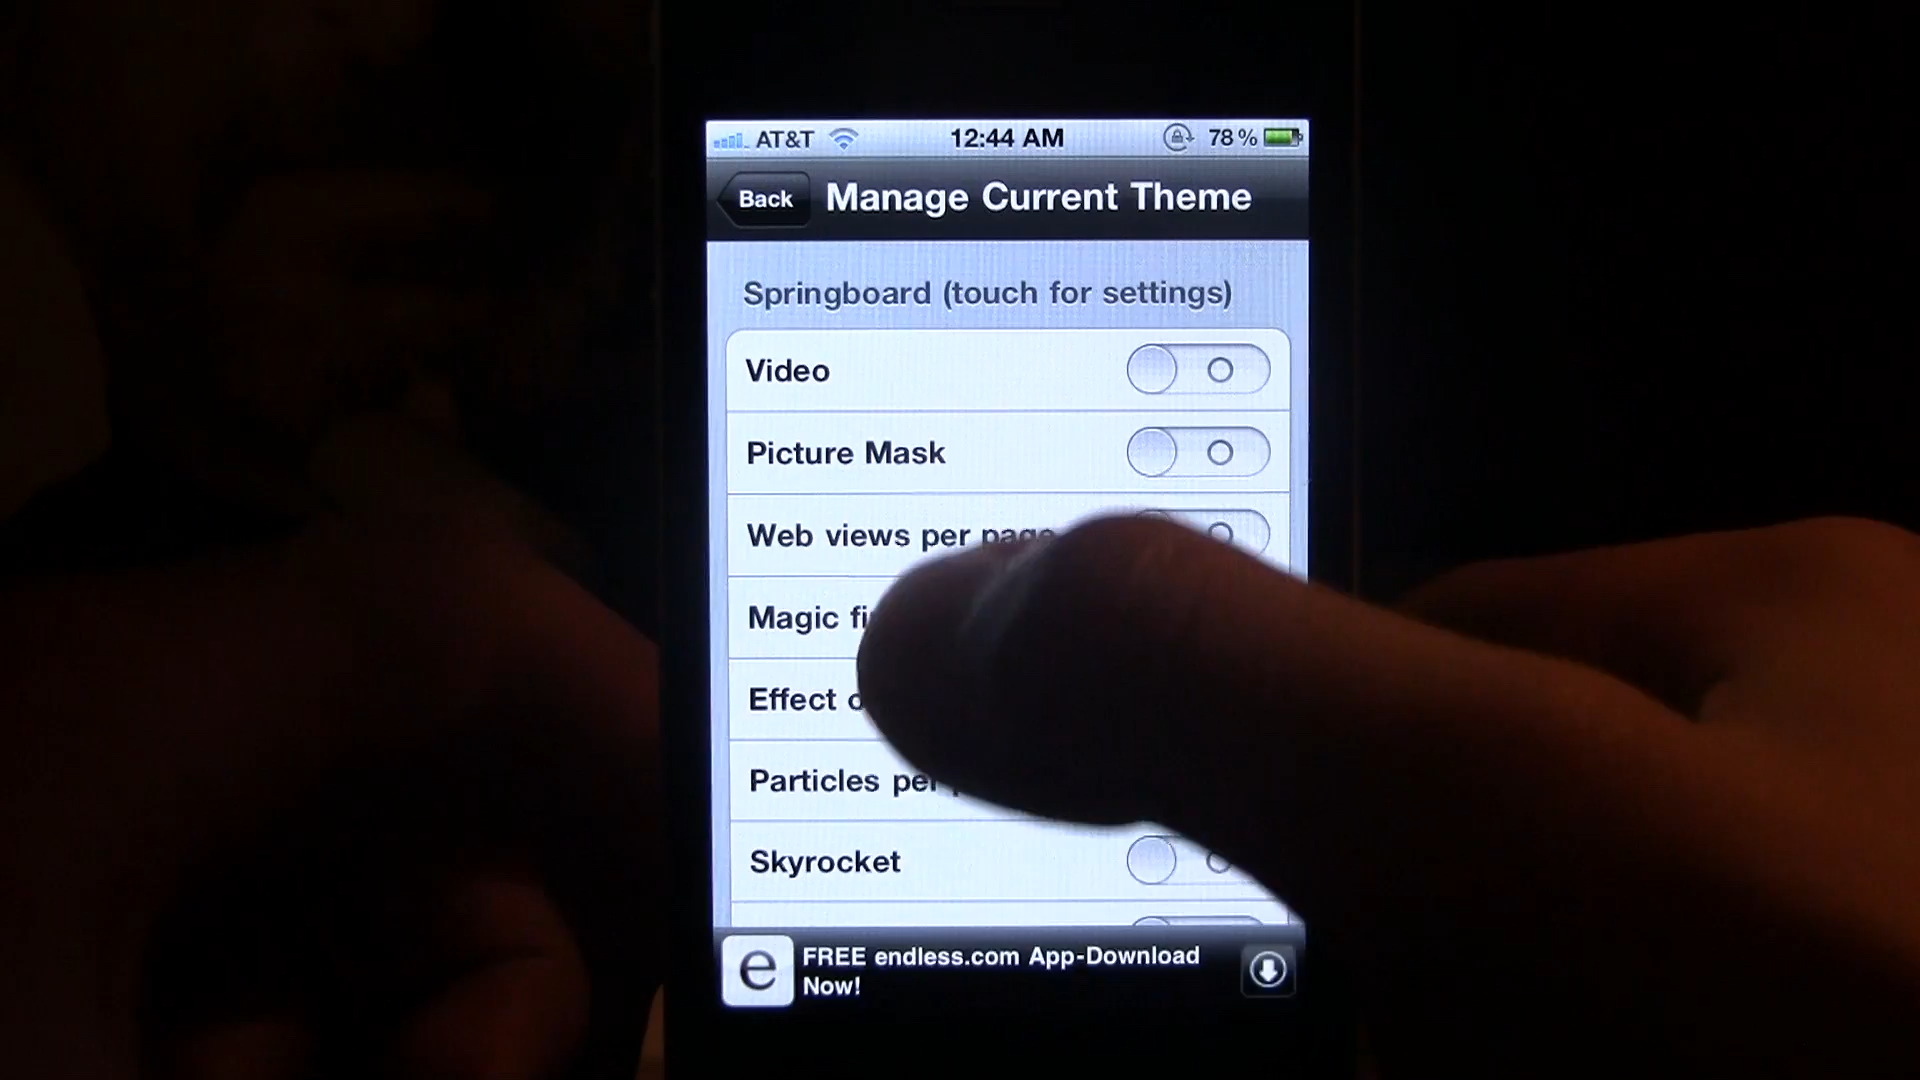 AT&T 12:44 AM 78%
Back Manage Current Theme
Springboard (touch for settings)
Video
Picture Mask
Web views per page
Magic
Effect
Particles per
Skyrocket
e FREE endless.com App-Download
Now!